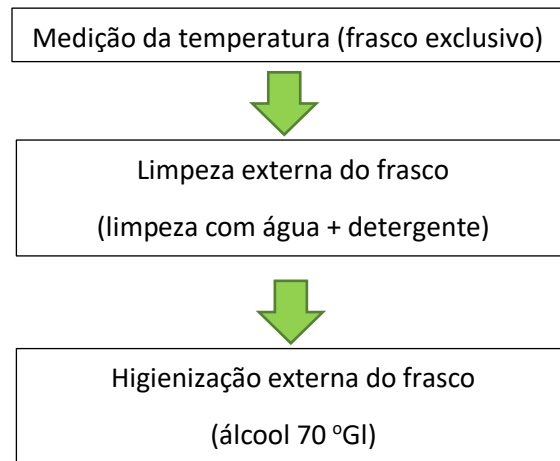 Medição da temperatura (frasco exclusivo)
Limpeza externa do frasco
(limpeza com água + detergente)
Higienização externa do frasco
(álcool 70 ºGl)